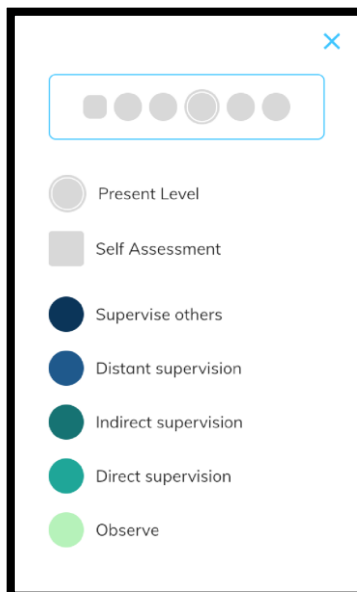 Present Level
Self Assessment
Supervise others
Distant supervision
Indirect supervision
Direct supervision
Observe